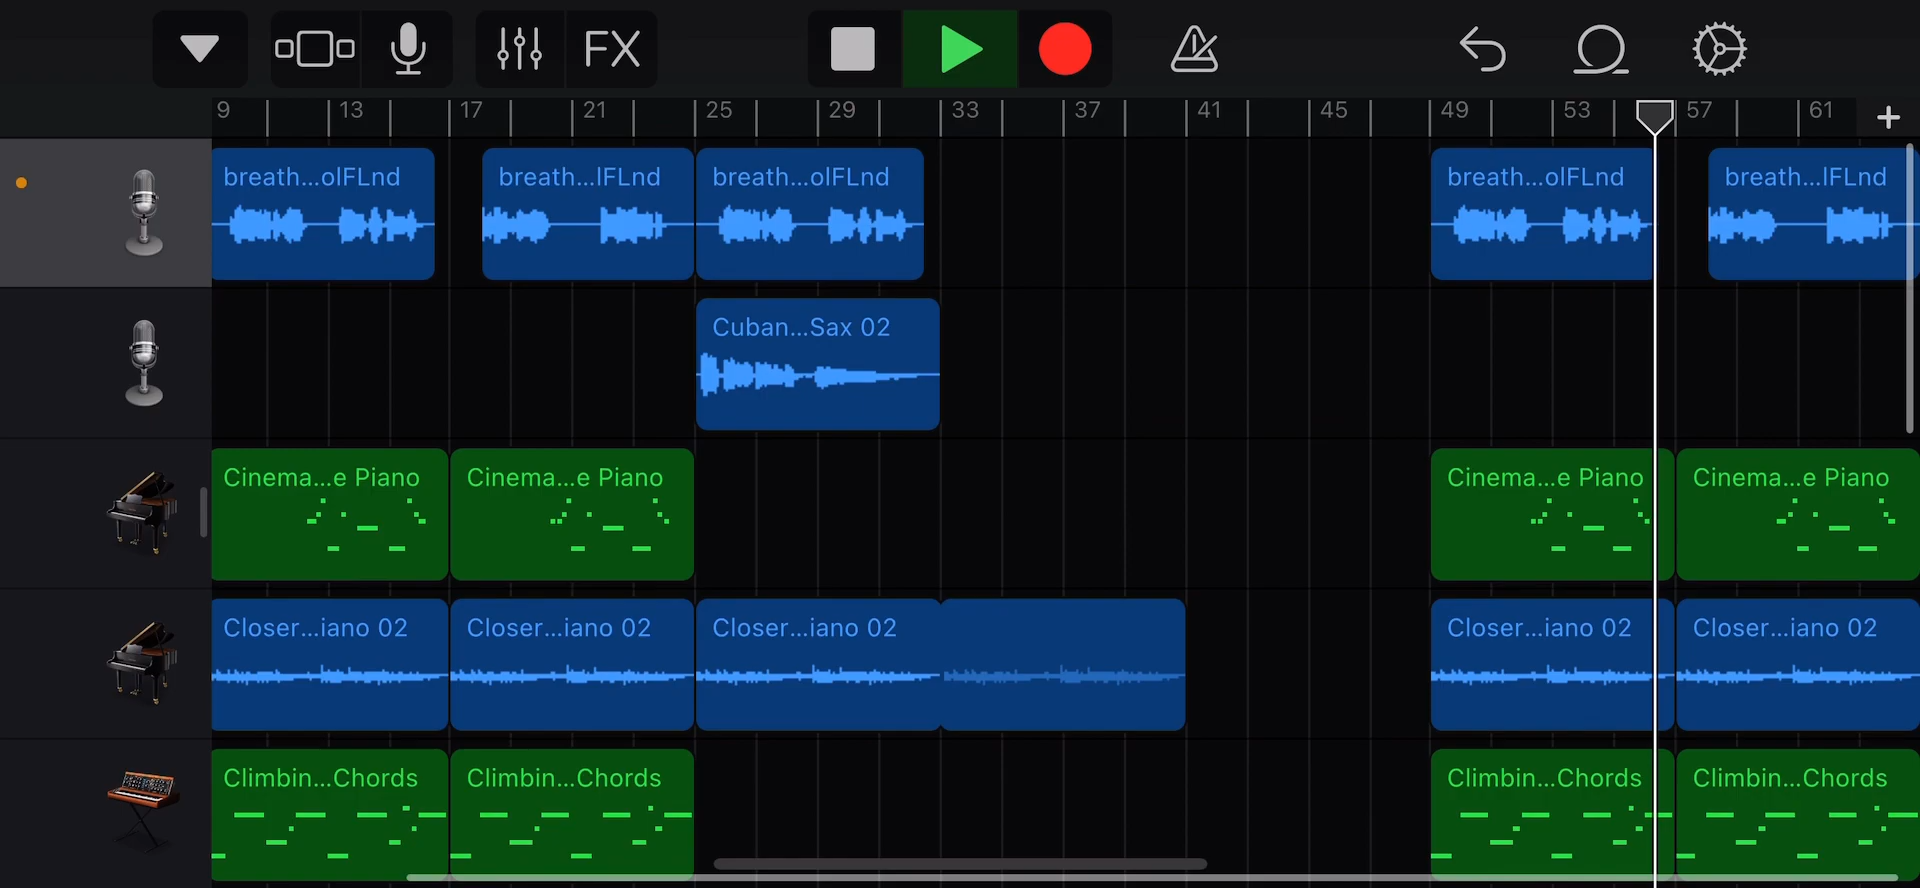 FX
9 13 17 21 25 29 33 37 41 45 49 53 57 61 +
breath...olFLnd breath...lFLnd breath...olFLnd breath...olFLnd breath...lFLnd
Cuban...Sax 02
Cinema...e Piano Cinema...e Piano Cinema...e Piano Cinema...e Piano
Closer...iano 02 Closer...iano 02 Closer...iano 02 Closer...iano 02 Closer...iano 02
Climbin...Chords Climbin...Chords Climbin...Chords Climbin...Chords